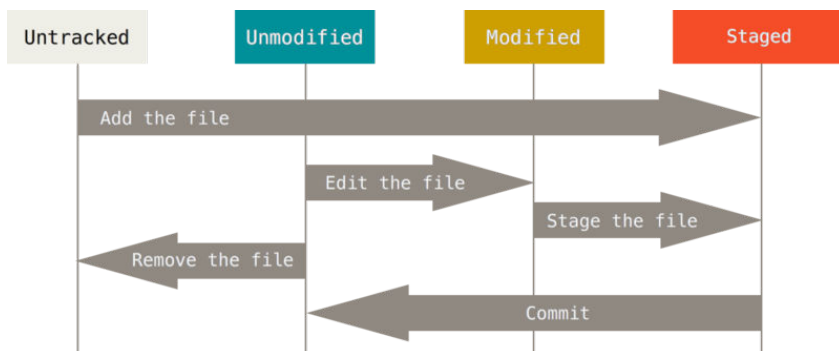 Untracked
Unmodified
Modified
Staged
Add the file
Edit the file
Stage the file
Remove the file
Commit